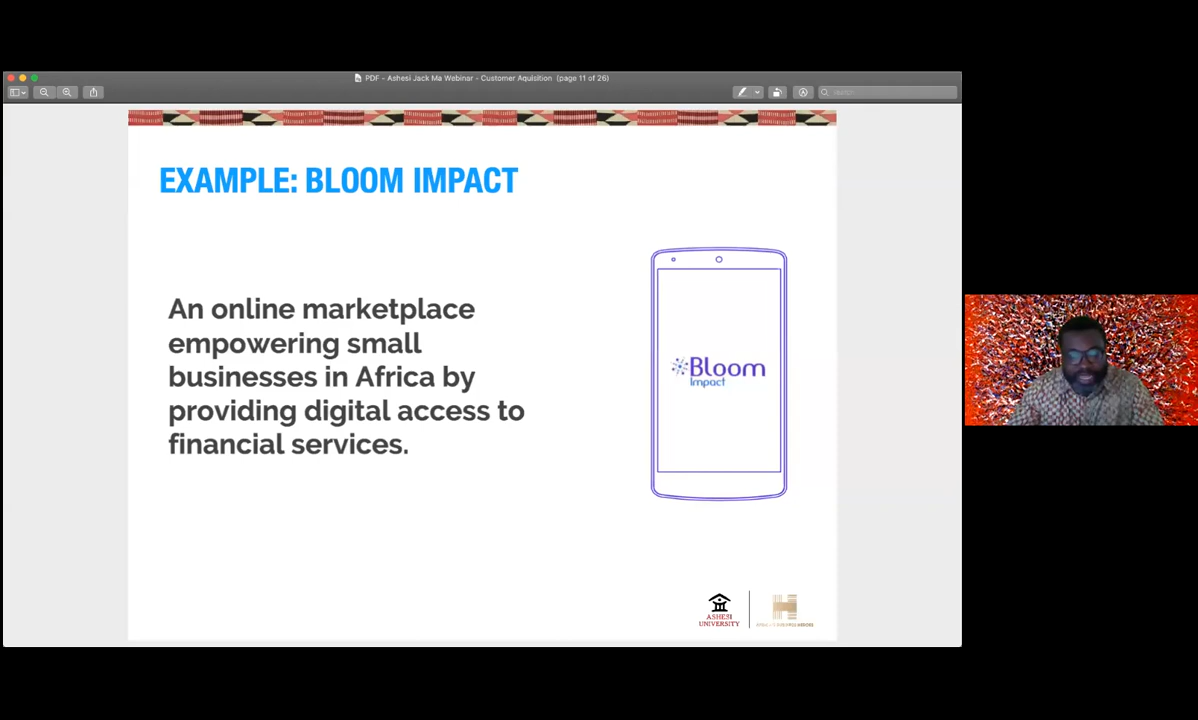 PDF - Ashesi Jack Ma Webinar - Customer Aquisition (page 11 of 26)
EXAMPLE: BLOOM IMPACT
An online marketplace
empowering small
businesses in Africa by
providing digital access to
financial services.
Bloom
Impact
ASHESI
UNIVERSITY